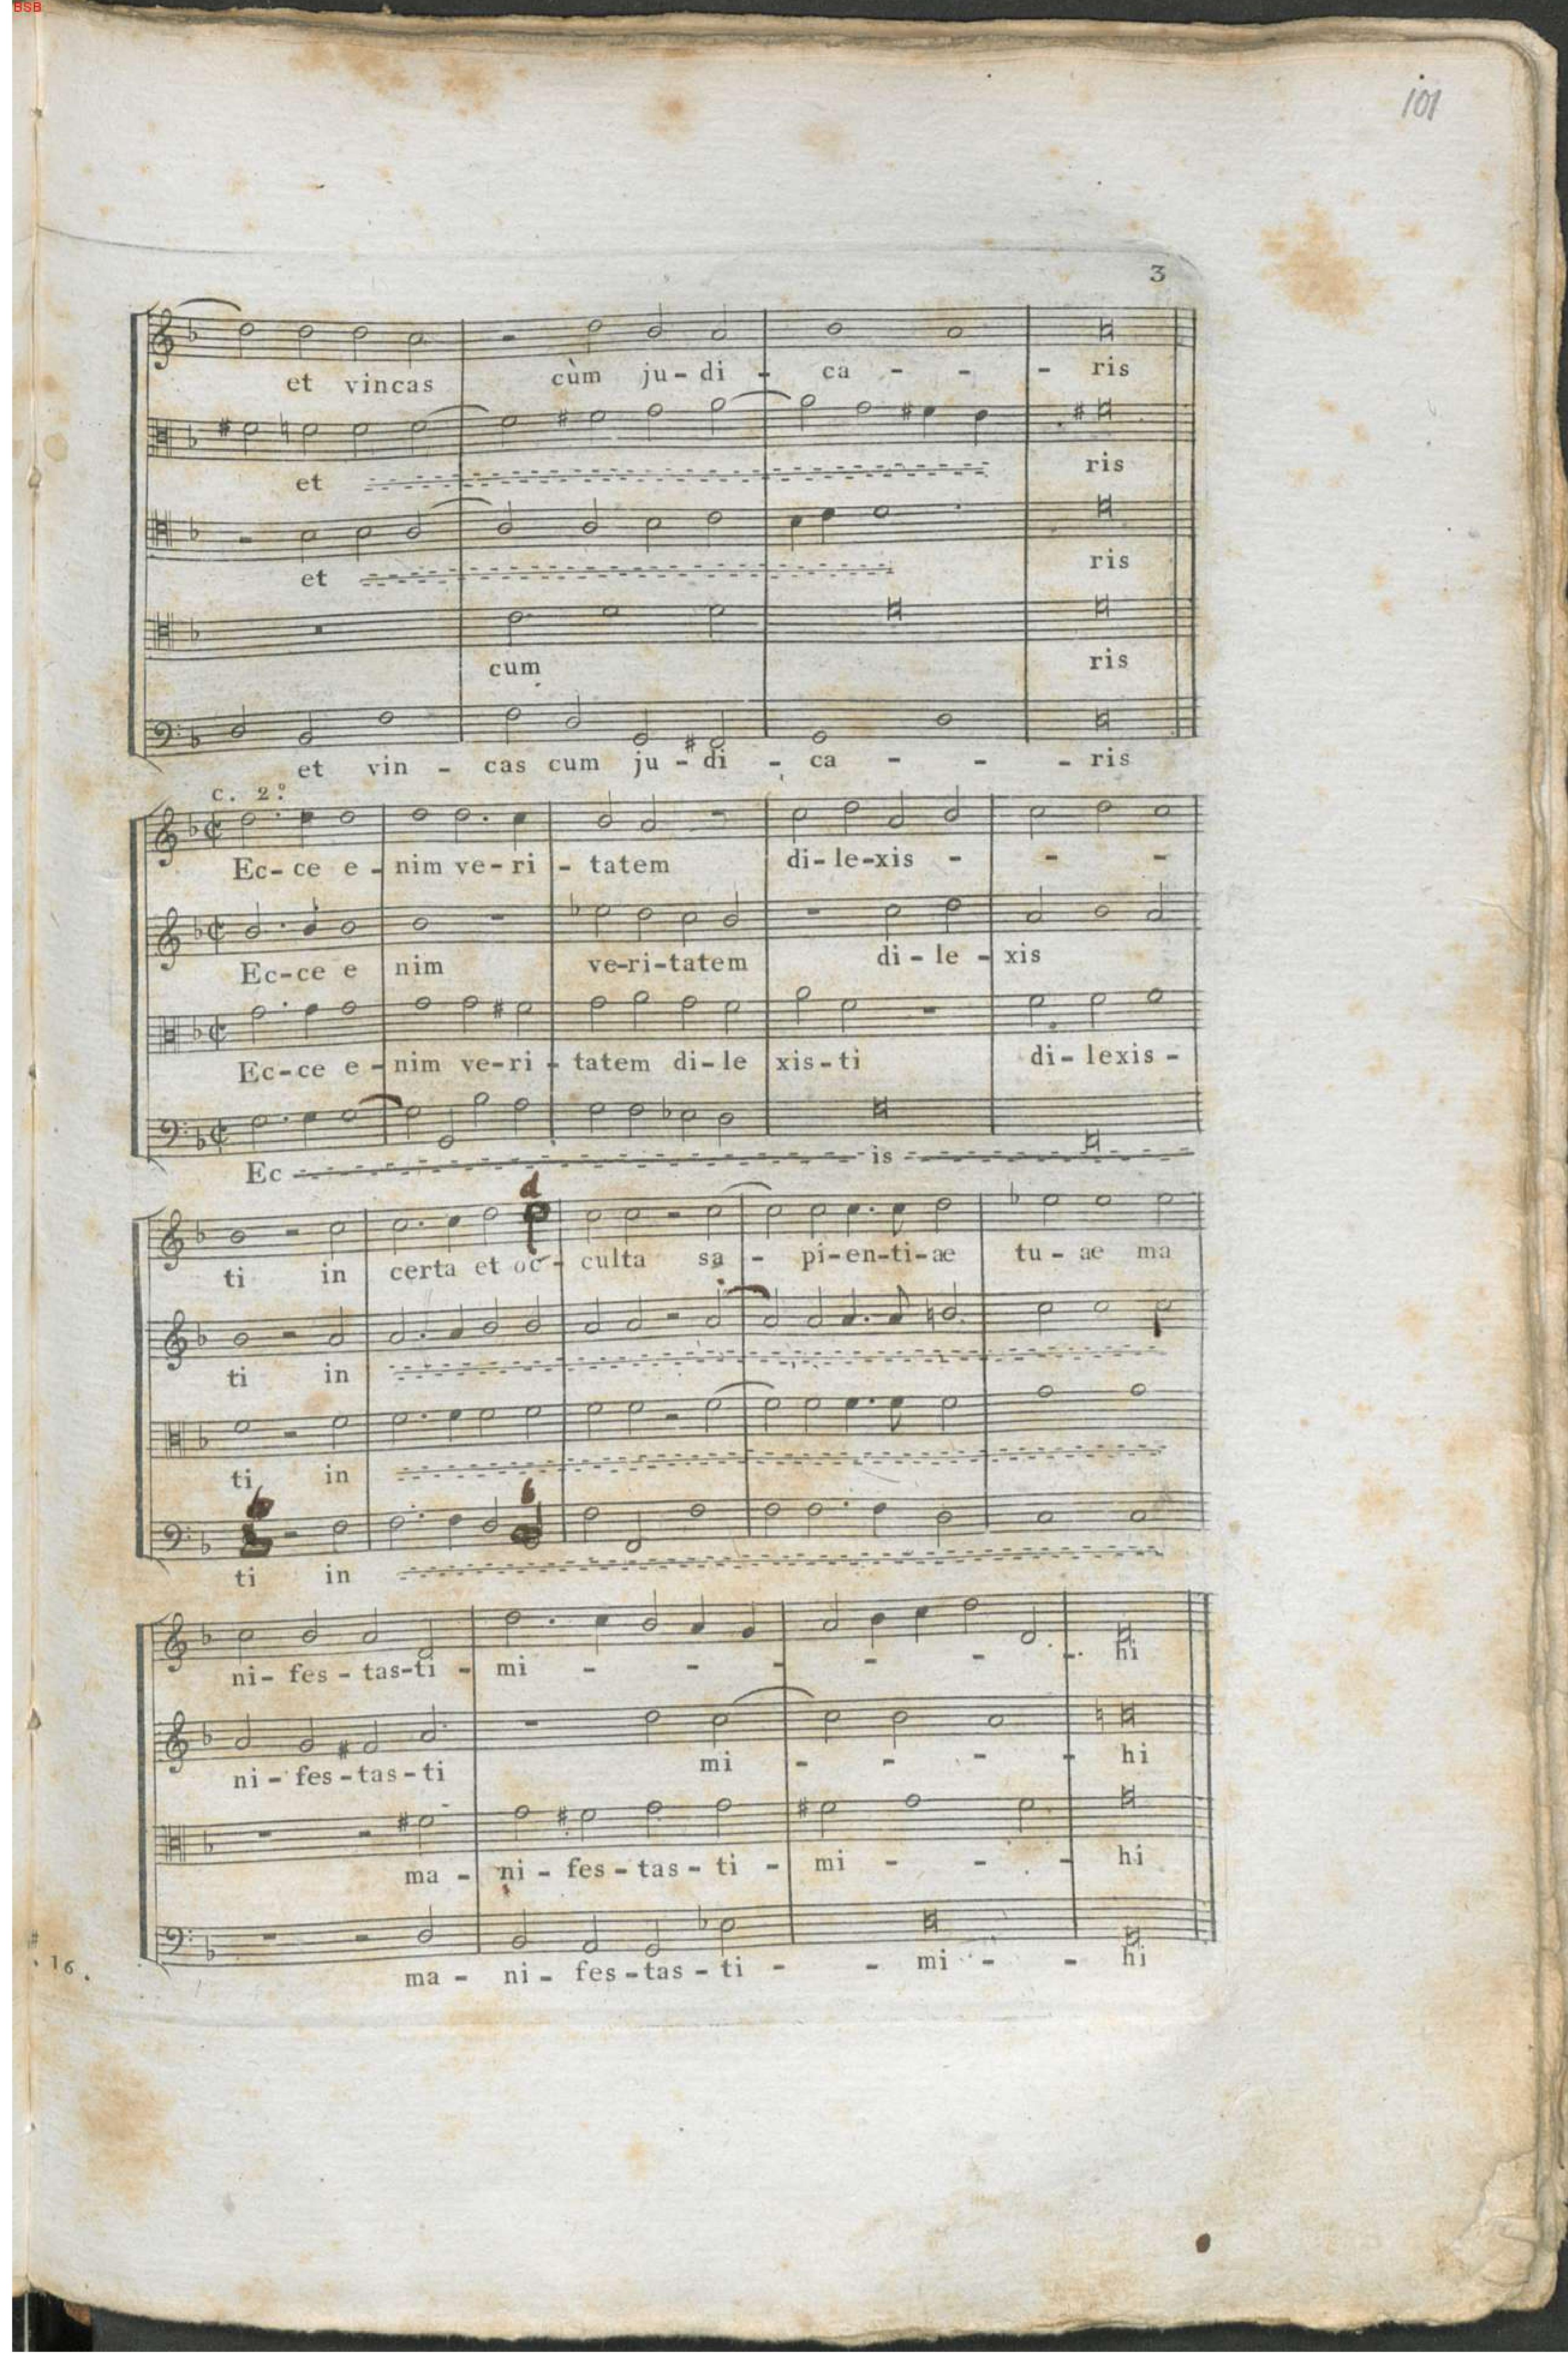 BSB
101
3
et vincas cùm ju - di - ca - - - ris
et ris
et ris
cum ris
et vin - cas cum ju - di - ca - - - ris
c. 2º
Ec - ce e - nim ve - ri - tatem di - le - xis - - -
Ec - ce e nim ve - ri - tatem di - le - xis
Ec - ce e - nim ve - ri - tatem di - le xis - ti di - lexis -
Ec is
d
ti in certa et oc - culta sa - pi - en - ti - ae tu - ae ma
ti in
ti in
b b
ti in
ni - fes - tas - ti - mi - - - - - - hi
ni - fes - tas - ti mi - - - - hi
ma - ni - fes - tas - ti - mi - - - hi
16.
ma - ni - fes - tas - ti - - mi - - hi